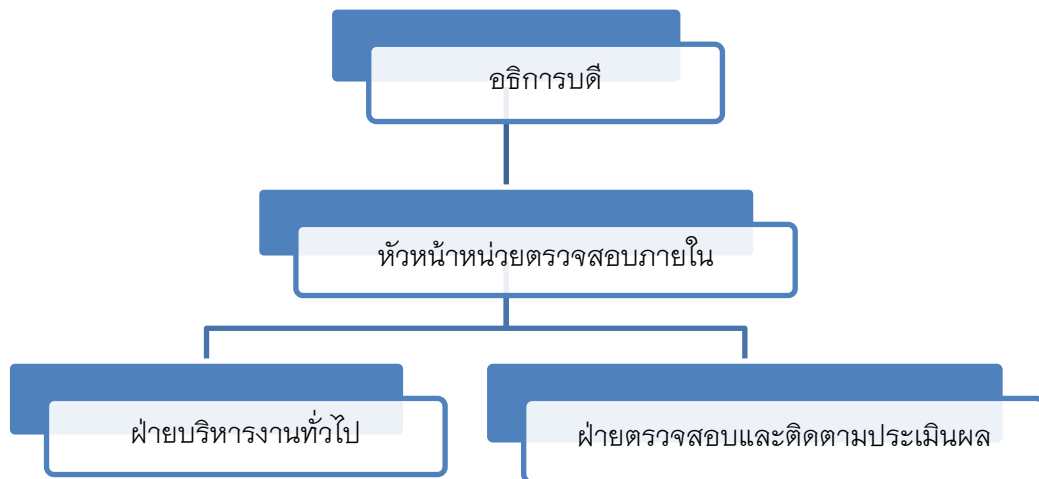 อธิการบดี
หัวหน้าหน่วยตรวจสอบภายใน
ฝ่ายบริหารงานทั่วไป
ฝ่ายตรวจสอบและติดตามประเมินผล